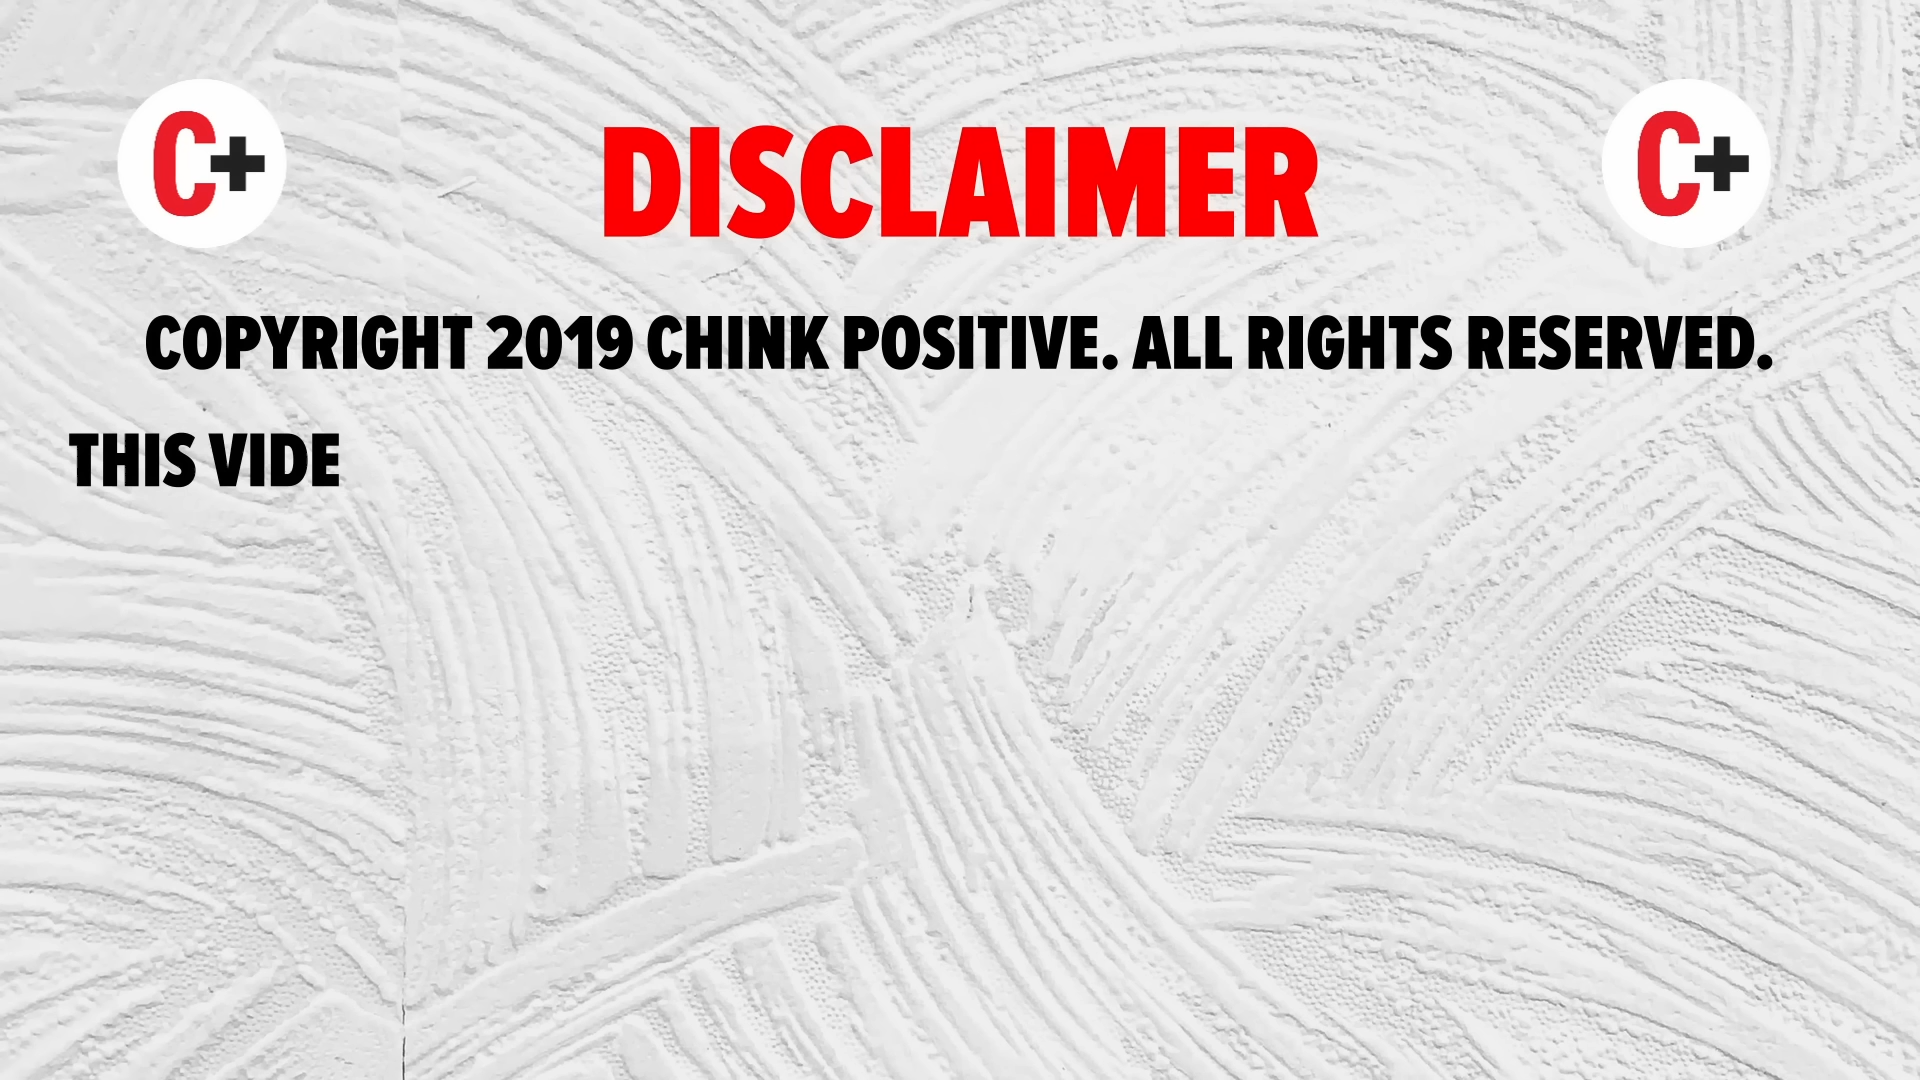 C+
DISCLAIMER
C+
COPYRIGHT 2019 CHINK POSITIVE. ALL RIGHTS RESERVED.
THIS VIDE